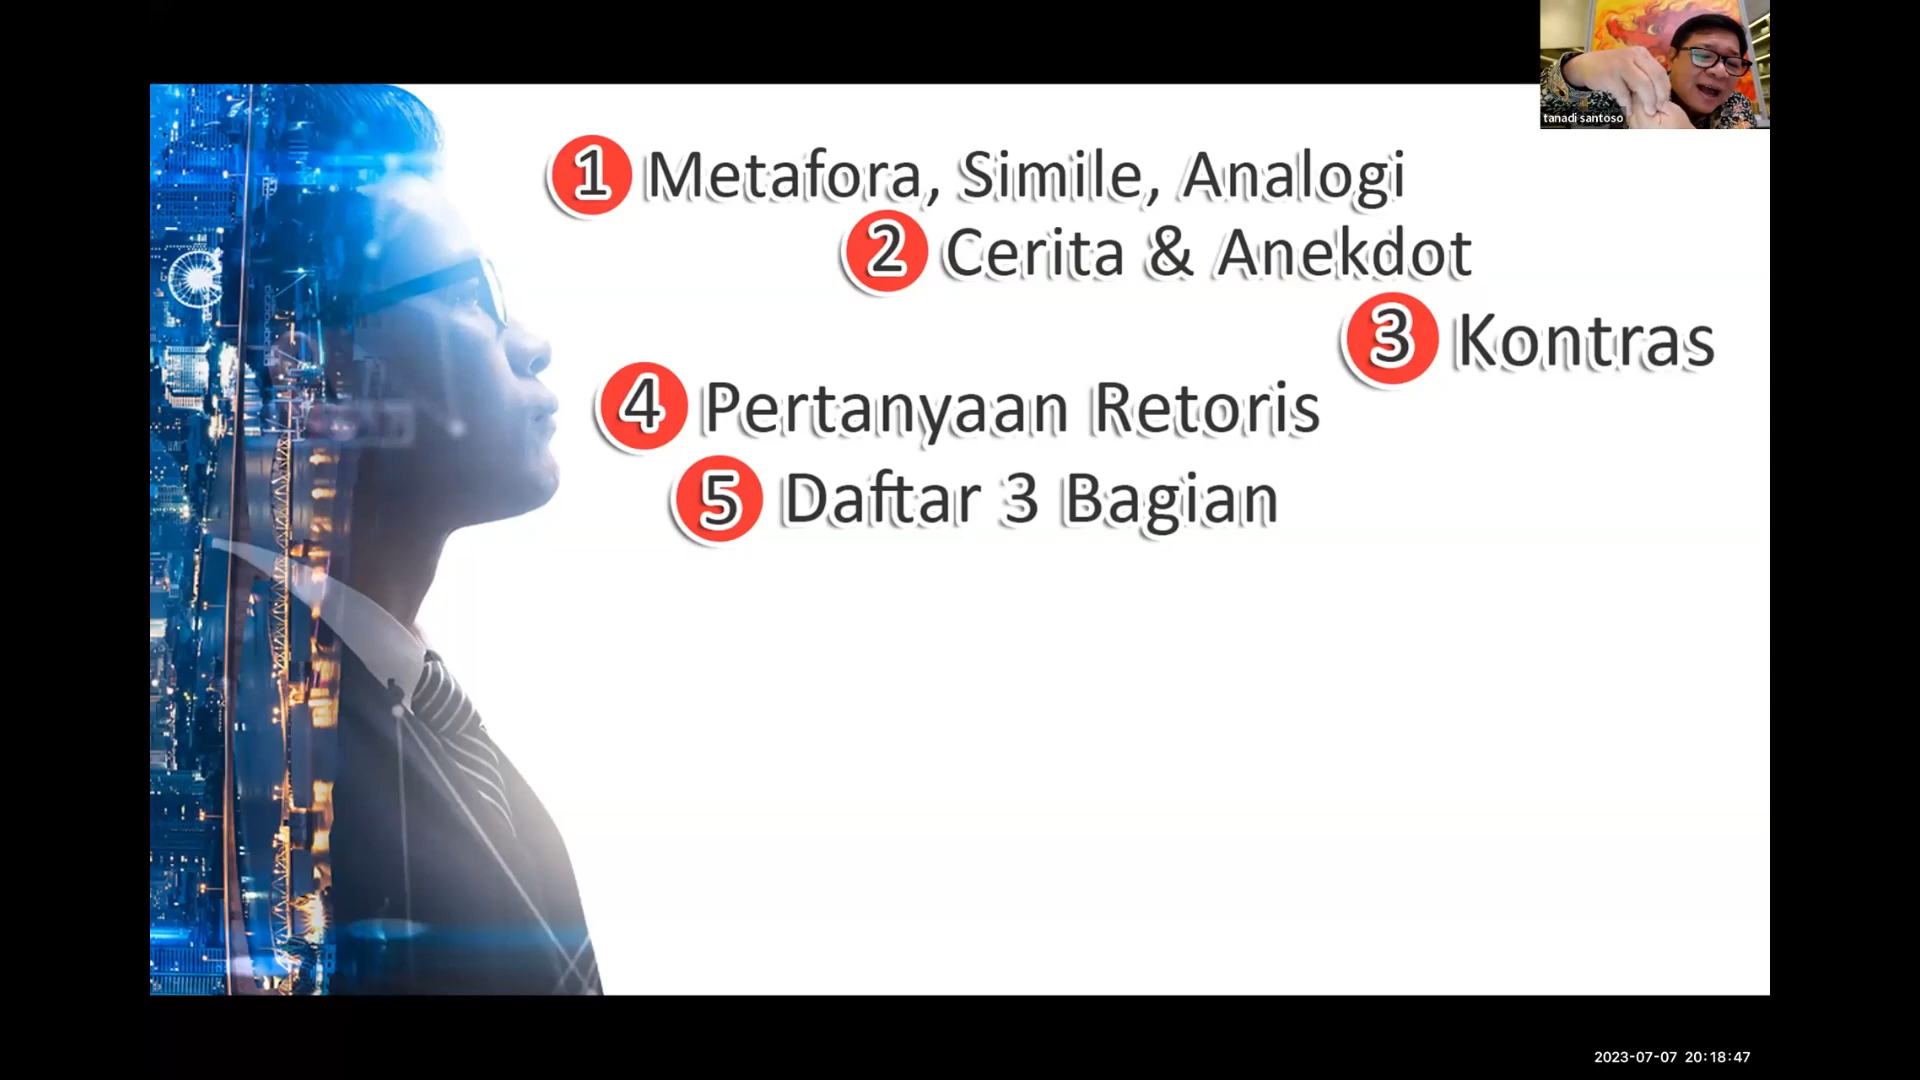 tanadi santoso
1 Metafora, Simile, Analogi
2 Cerita & Anekdot
3 Kontras
4 Pertanyaan Retoris
5 Daftar 3 Bagian
2023-07-07 20:18:47